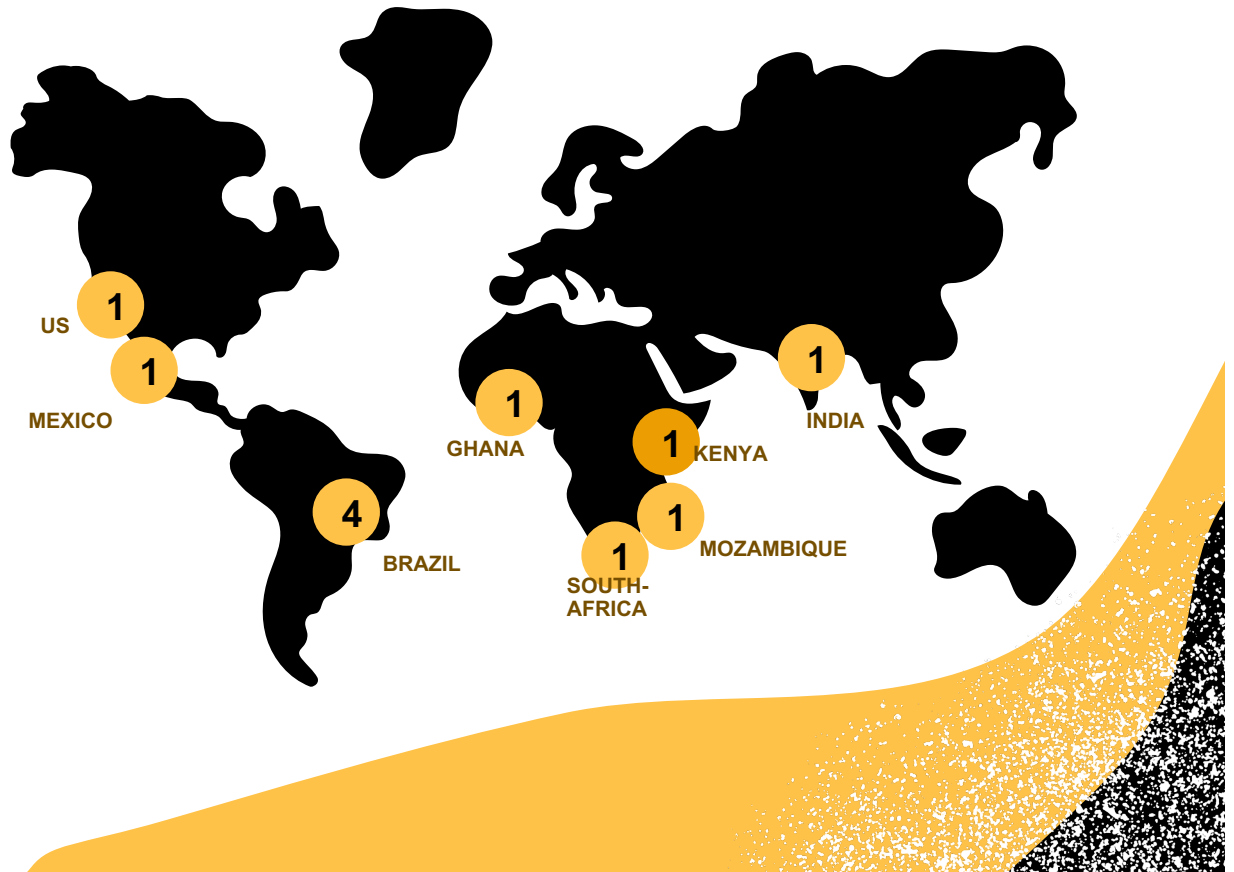 1
US
1
MEXICO
1
GHANA
1
KENYA
1
INDIA
4
BRAZIL
1
MOZAMBIQUE
1
SOUTH-
AFRICA